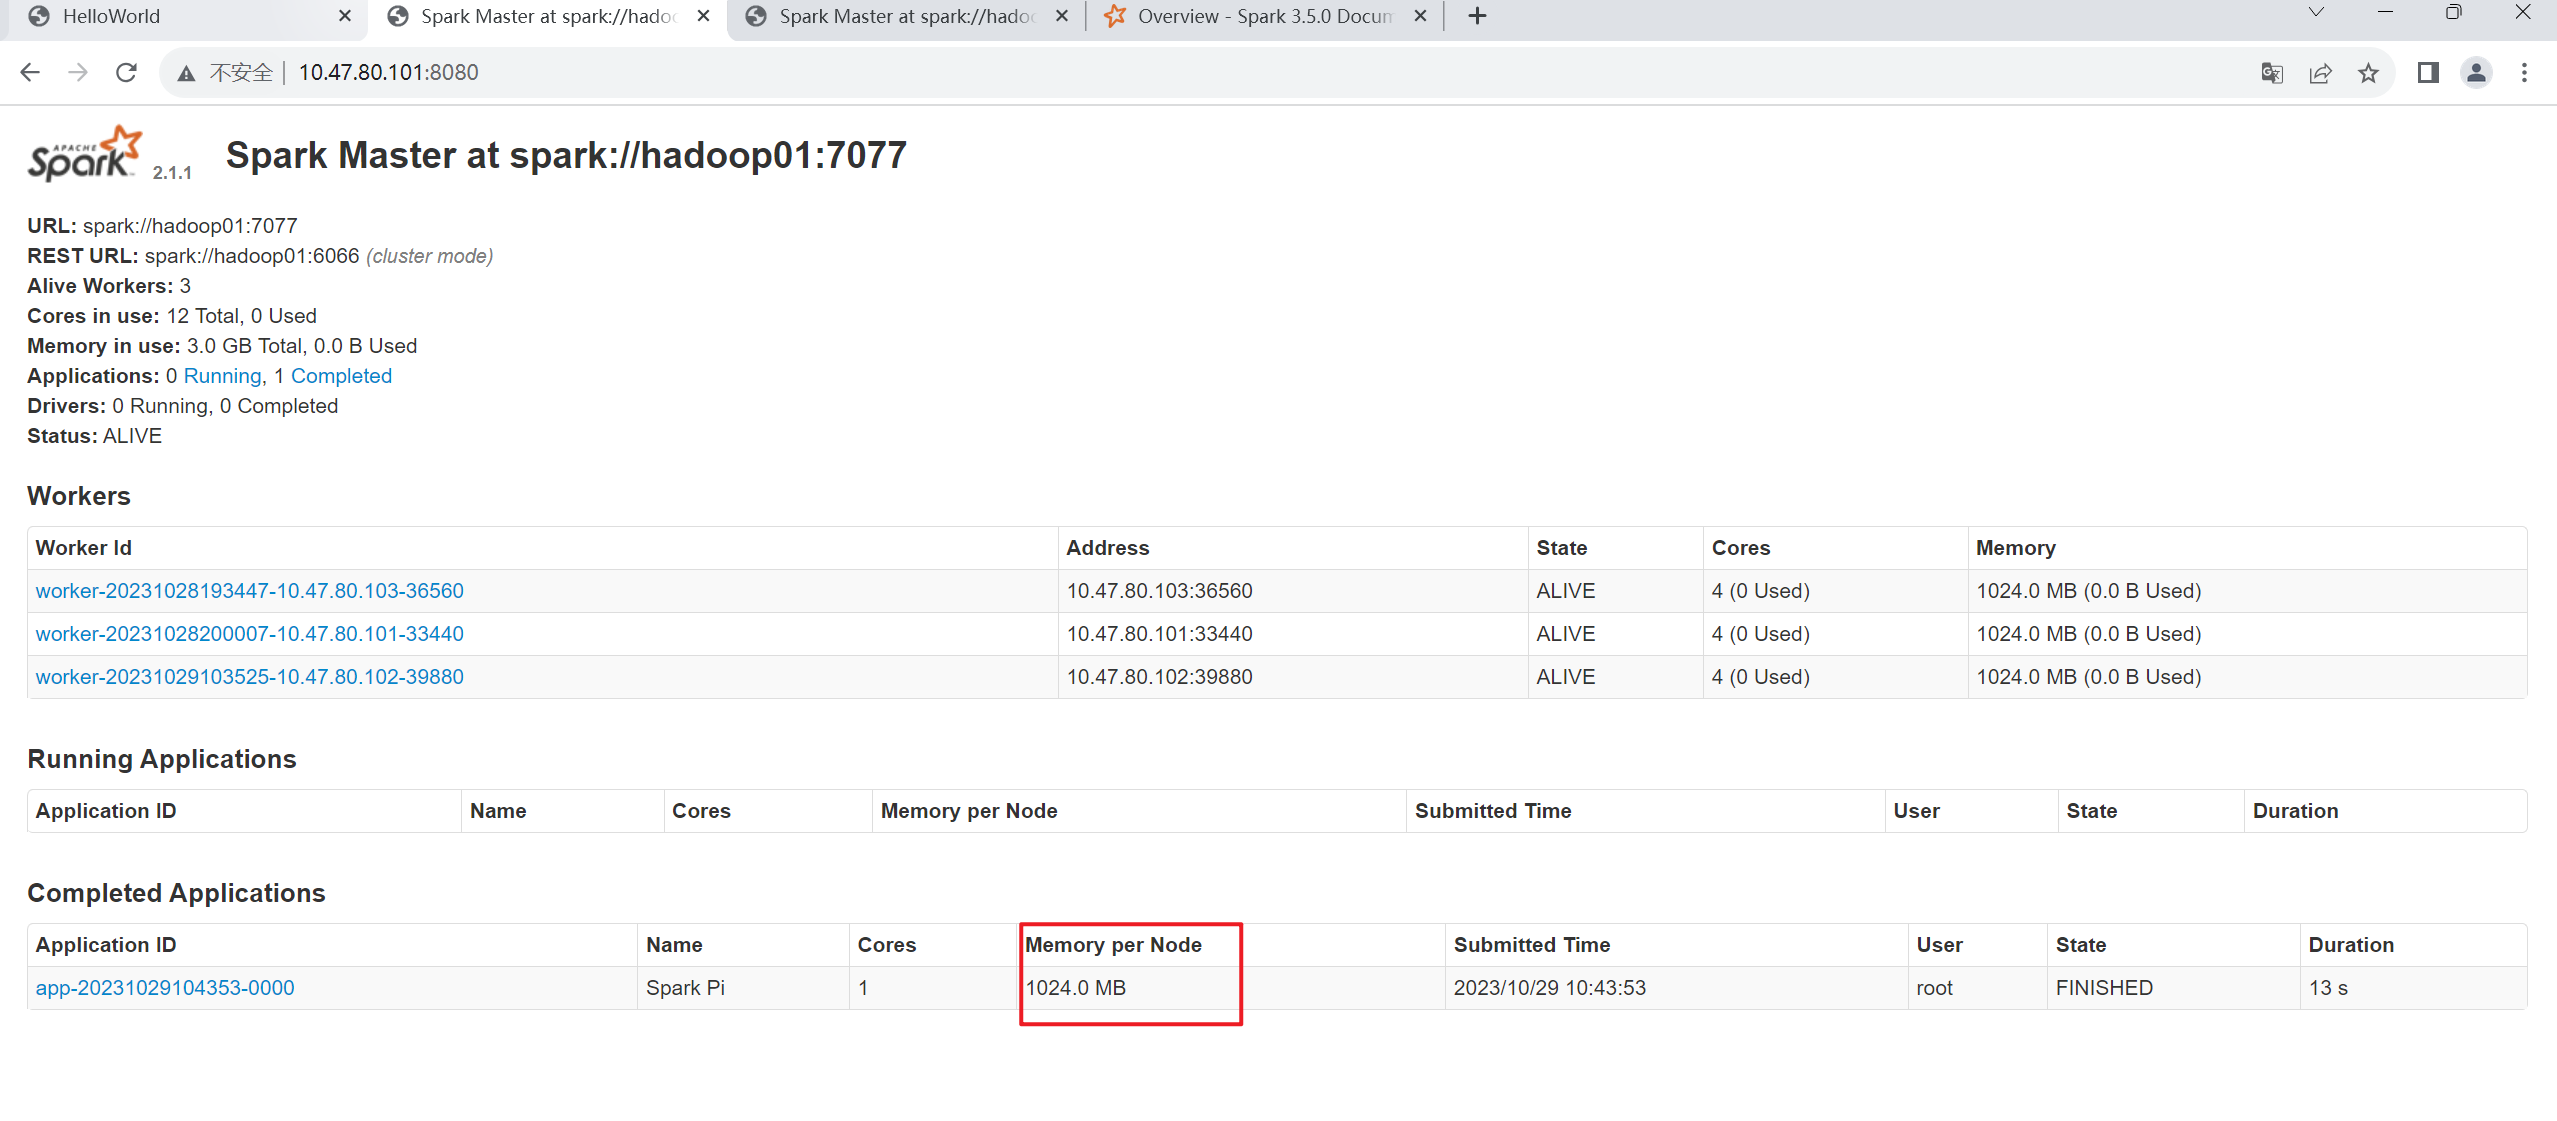 HelloWorld
Spark Master at spark://hadoo
Spark Master at spark://hadoo
Overview - Spark 3.5.0 Docum
不安全 10.47.80.101:8080
APACHE Spark 2.1.1 Spark Master at spark://hadoop01:7077
URL: spark://hadoop01:7077
REST URL: spark://hadoop01:6066 (cluster mode)
Alive Workers: 3
Cores in use: 12 Total, 0 Used
Memory in use: 3.0 GB Total, 0.0 B Used
Applications: 0 Running, 1 Completed
Drivers: 0 Running, 0 Completed
Status: ALIVE
Workers
Worker Id Address State Cores Memory
worker-20231028193447-10.47.80.103-36560 10.47.80.103:36560 ALIVE 4 (0 Used) 1024.0 MB (0.0 B Used)
worker-20231028200007-10.47.80.101-33440 10.47.80.101:33440 ALIVE 4 (0 Used) 1024.0 MB (0.0 B Used)
worker-20231029103525-10.47.80.102-39880 10.47.80.102:39880 ALIVE 4 (0 Used) 1024.0 MB (0.0 B Used)
Running Applications
Application ID Name Cores Memory per Node Submitted Time User State Duration
Completed Applications
Application ID Name Cores Memory per Node Submitted Time User State Duration
app-20231029104353-0000 Spark Pi 1 1024.0 MB 2023/10/29 10:43:53 root FINISHED 13 s